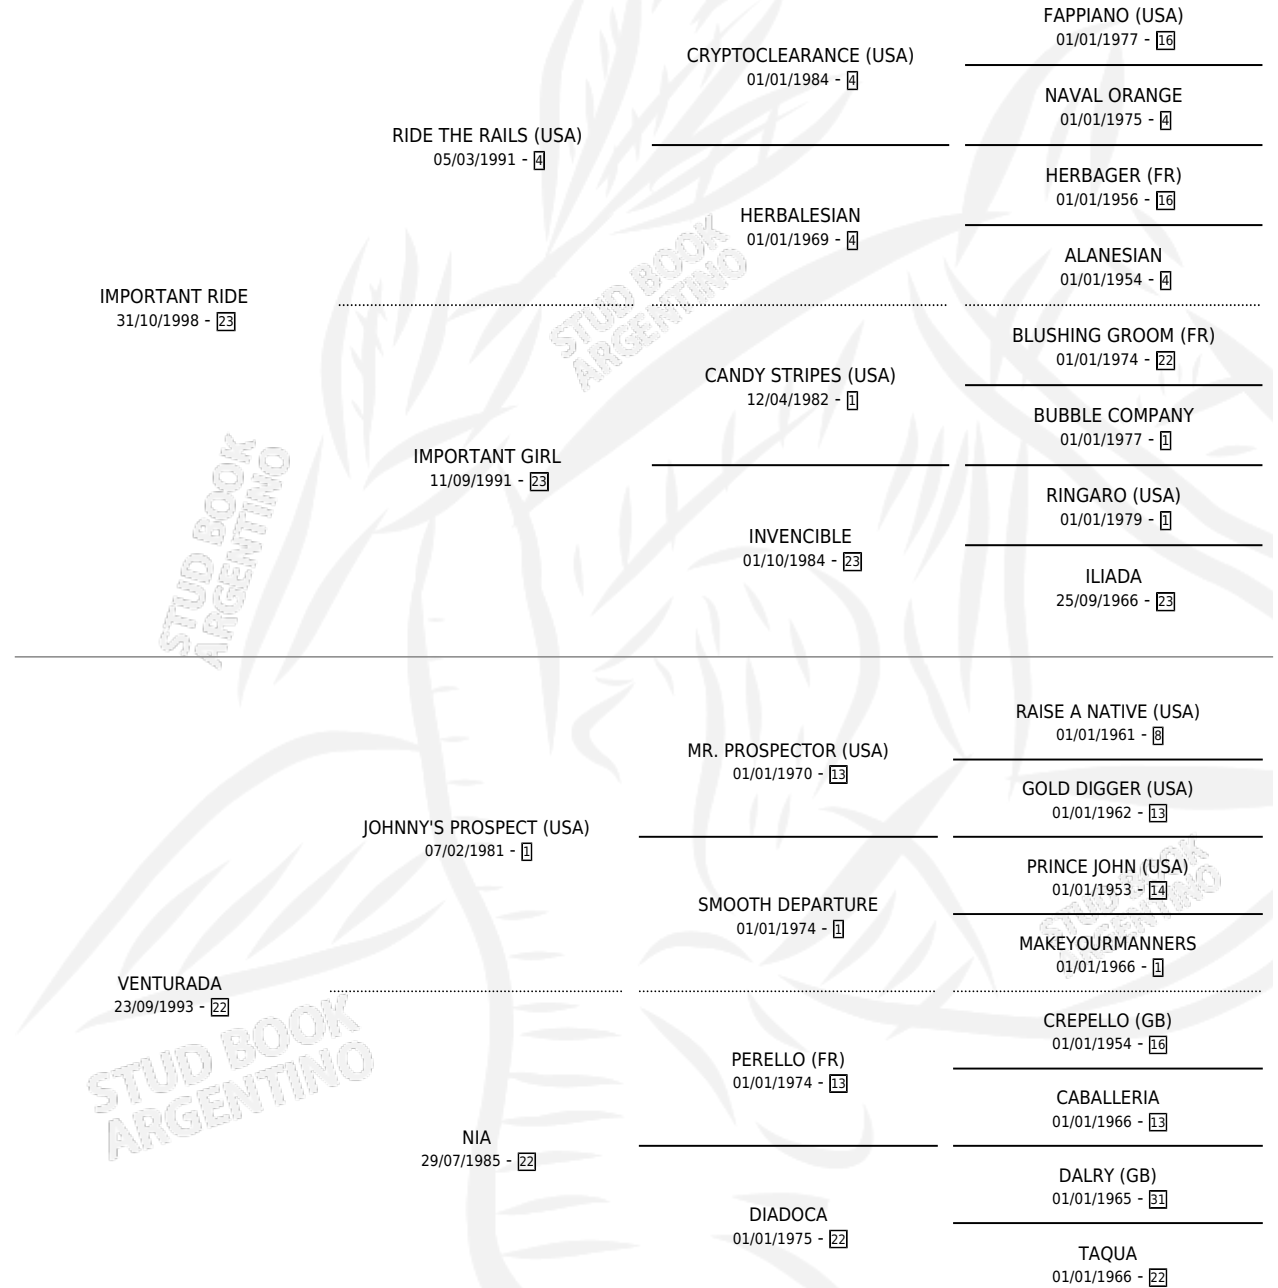 FAPPIANO (USA)
01/01/1977 - 16
CRYPTOCLEARANCE (USA)
01/01/1984 - 4
NAVAL ORANGE
01/01/1975 - 4
RIDE THE RAILS (USA)
05/03/1991 - 4
HERBAGER (FR)
01/01/1956 - 16
HERBALESIAN
01/01/1969 - 4
ALANESIAN
01/01/1954 - 4
IMPORTANT RIDE
31/10/1998 - 23
BLUSHING GROOM (FR)
01/01/1974 - 22
CANDY STRIPES (USA)
12/04/1982 - 1
BUBBLE COMPANY
01/01/1977 - 1
IMPORTANT GIRL
11/09/1991 - 23
RINGARO (USA)
01/01/1979 - 1
INVENCIBLE
01/10/1984 - 23
ILIADA
25/09/1966 - 23
STUD BOOK
ARGENTINO
STUD BOOK
ARGENTINO
RAISE A NATIVE (USA)
01/01/1961 - 8
MR. PROSPECTOR (USA)
01/01/1970 - 13
GOLD DIGGER (USA)
01/01/1962 - 13
JOHNNY'S PROSPECT (USA)
07/02/1981 - 1
PRINCE JOHN (USA)
01/01/1953 - 14
SMOOTH DEPARTURE
01/01/1974 - 1
MAKEYOURMANNERS
01/01/1966 - 1
VENTURADA
23/09/1993 - 22
CREPELLO (GB)
01/01/1954 - 16
PERELLO (FR)
01/01/1974 - 13
CABALLERIA
01/01/1966 - 13
NIA
29/07/1985 - 22
DALRY (GB)
01/01/1965 - 31
DIADOCA
01/01/1975 - 22
TAQUA
01/01/1966 - 22
STUD BOOK
ARGENTINO
STUD BOOK
ARGENTINO